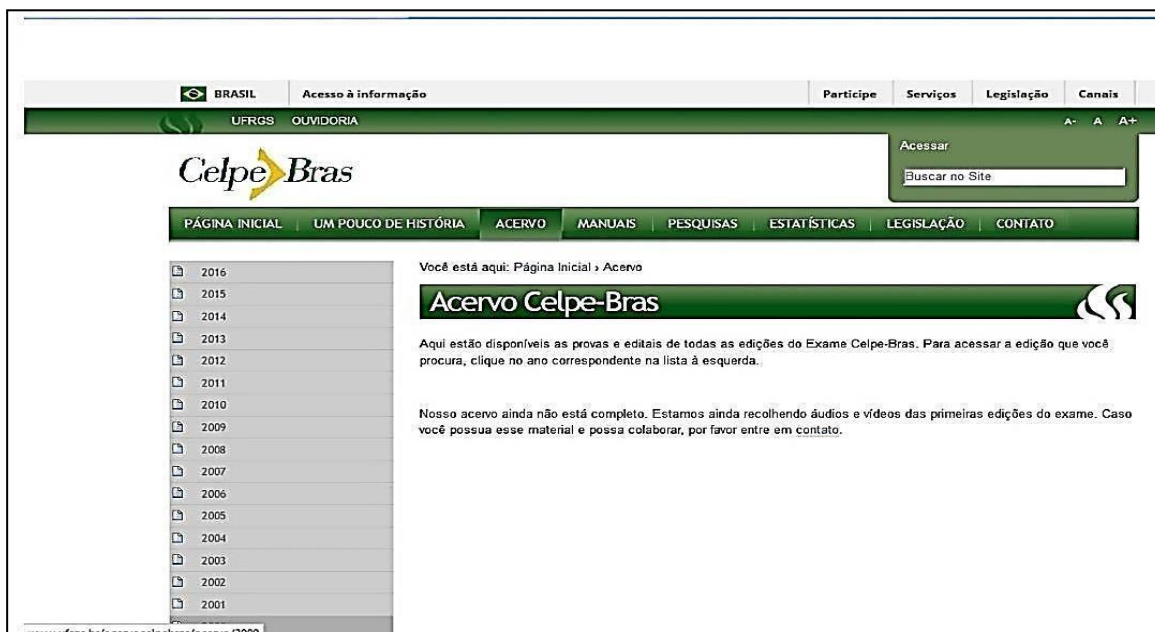 BRASIL Acesso à informação Participe Serviços Legislação Canais
UFRGS OUVIDORIA A- A A+
Acessar
Buscar no Site
Celpe Bras
PÁGINA INICIAL UM POUCO DE HISTÓRIA ACERVO MANUAIS PESQUISAS ESTATÍSTICAS LEGISLAÇÃO CONTATO
2016
2015
2014
2013
2012
2011
2010
2009
2008
2007
2006
2005
2004
2003
2002
2001
Você está aqui: Página Inicial › Acervo
Acervo Celpe-Bras
Aqui estão disponíveis as provas e editais de todas as edições do Exame Celpe-Bras. Para acessar a edição que você
procura, clique no ano correspondente na lista à esquerda.
Nosso acervo ainda não está completo. Estamos ainda recolhendo áudios e vídeos das primeiras edições do exame. Caso
você possua esse material e possa colaborar, por favor entre em contato.